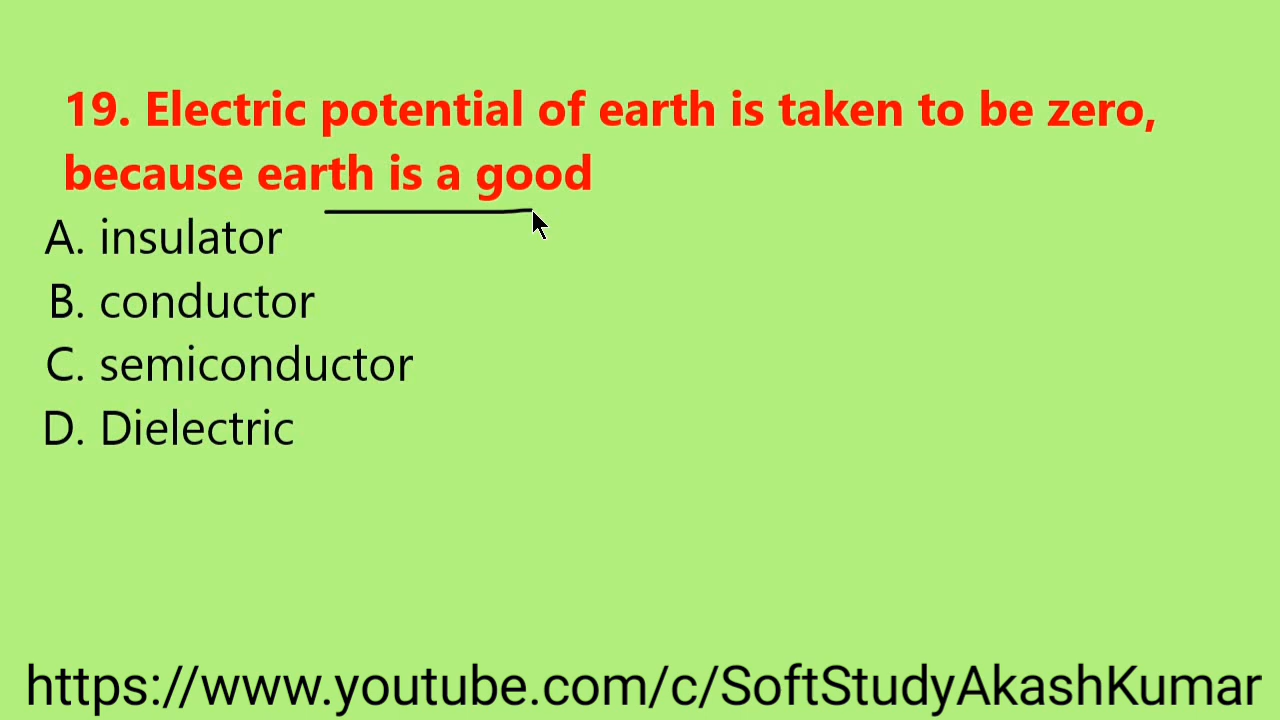 19. Electric potential of earth is taken to be zero,
because earth is a good
A. insulator
B. conductor
C. semiconductor
D. Dielectric
https://www.youtube.com/c/SoftStudyAkashKumar